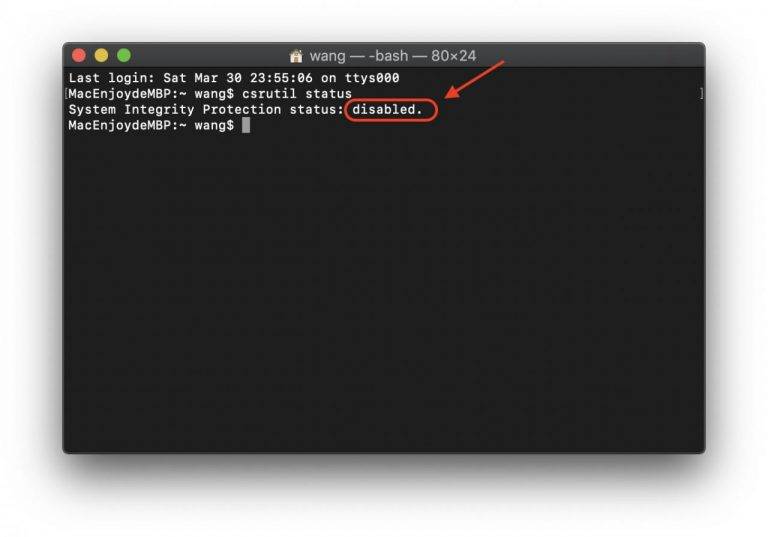 wang — -bash — 80×24
Last login: Sat Mar 30 23:55:06 on ttys000
[MacEnjoydeMBP:~ wang$ csrutil status ]
System Integrity Protection status: disabled.
MacEnjoydeMBP:~ wang$